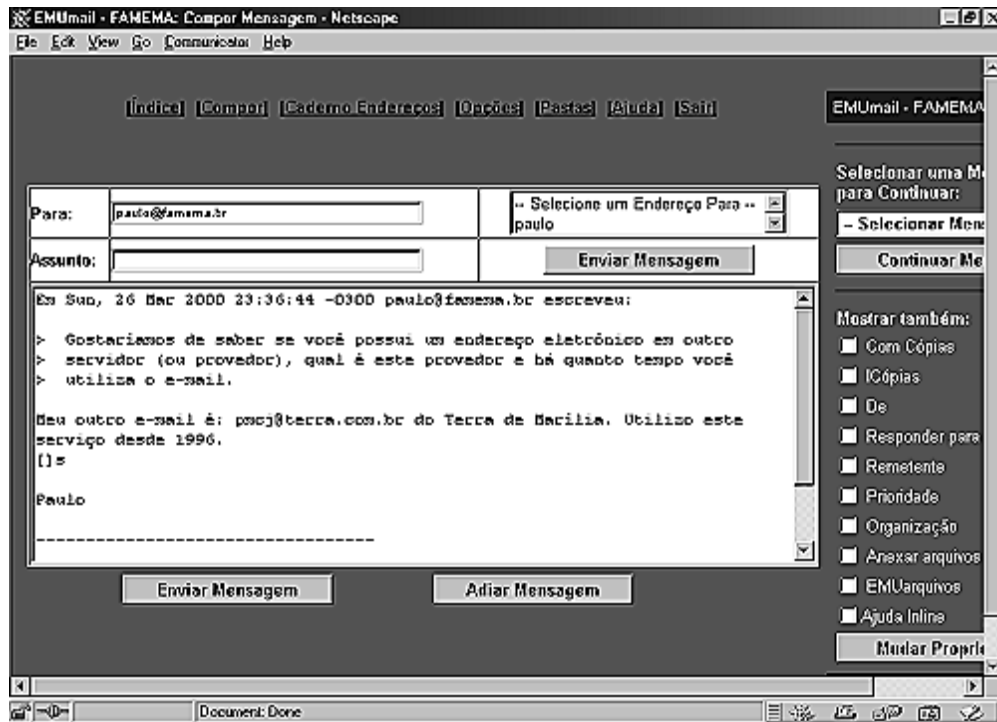 EMUmail - FAMEMA: Compor Mensagem - Netscape
File Edit View Go Communicator Help
[Índice] [Compor] [Caderno Endereços] [Opções] [Pastas] [Ajuda] [Sair]
EMUmail - FAMEMA
Selecionar uma Me
para Continuar:
-- Selecionar Mens
Continuar Me
Para: paulo@famema.br
-- Selecione um Endereço Para --
paulo
Assunto:
Enviar Mensagem
Em Sun, 26 Mar 2000 23:36:44 -0300 paulo@famema.br escreveu:
> Gostaríamos de saber se você possui um endereço eletrônico em outro
> servidor (ou provedor), qual é este provedor e há quanto tempo você
> utiliza o e-mail.
Meu outro e-mail é: pmcj@terra.com.br do Terra de Marília. Utilizo este
serviço desde 1996.
[]s
Paulo
----------------------------------
Enviar Mensagem
Adiar Mensagem
Mostrar também:
Com Cópias
ICópias
De
Responder para
Remetente
Prioridade
Organização
Anexar arquivos
EMUarquivos
Ajuda Inline
Mudar Proprie
Document: Done